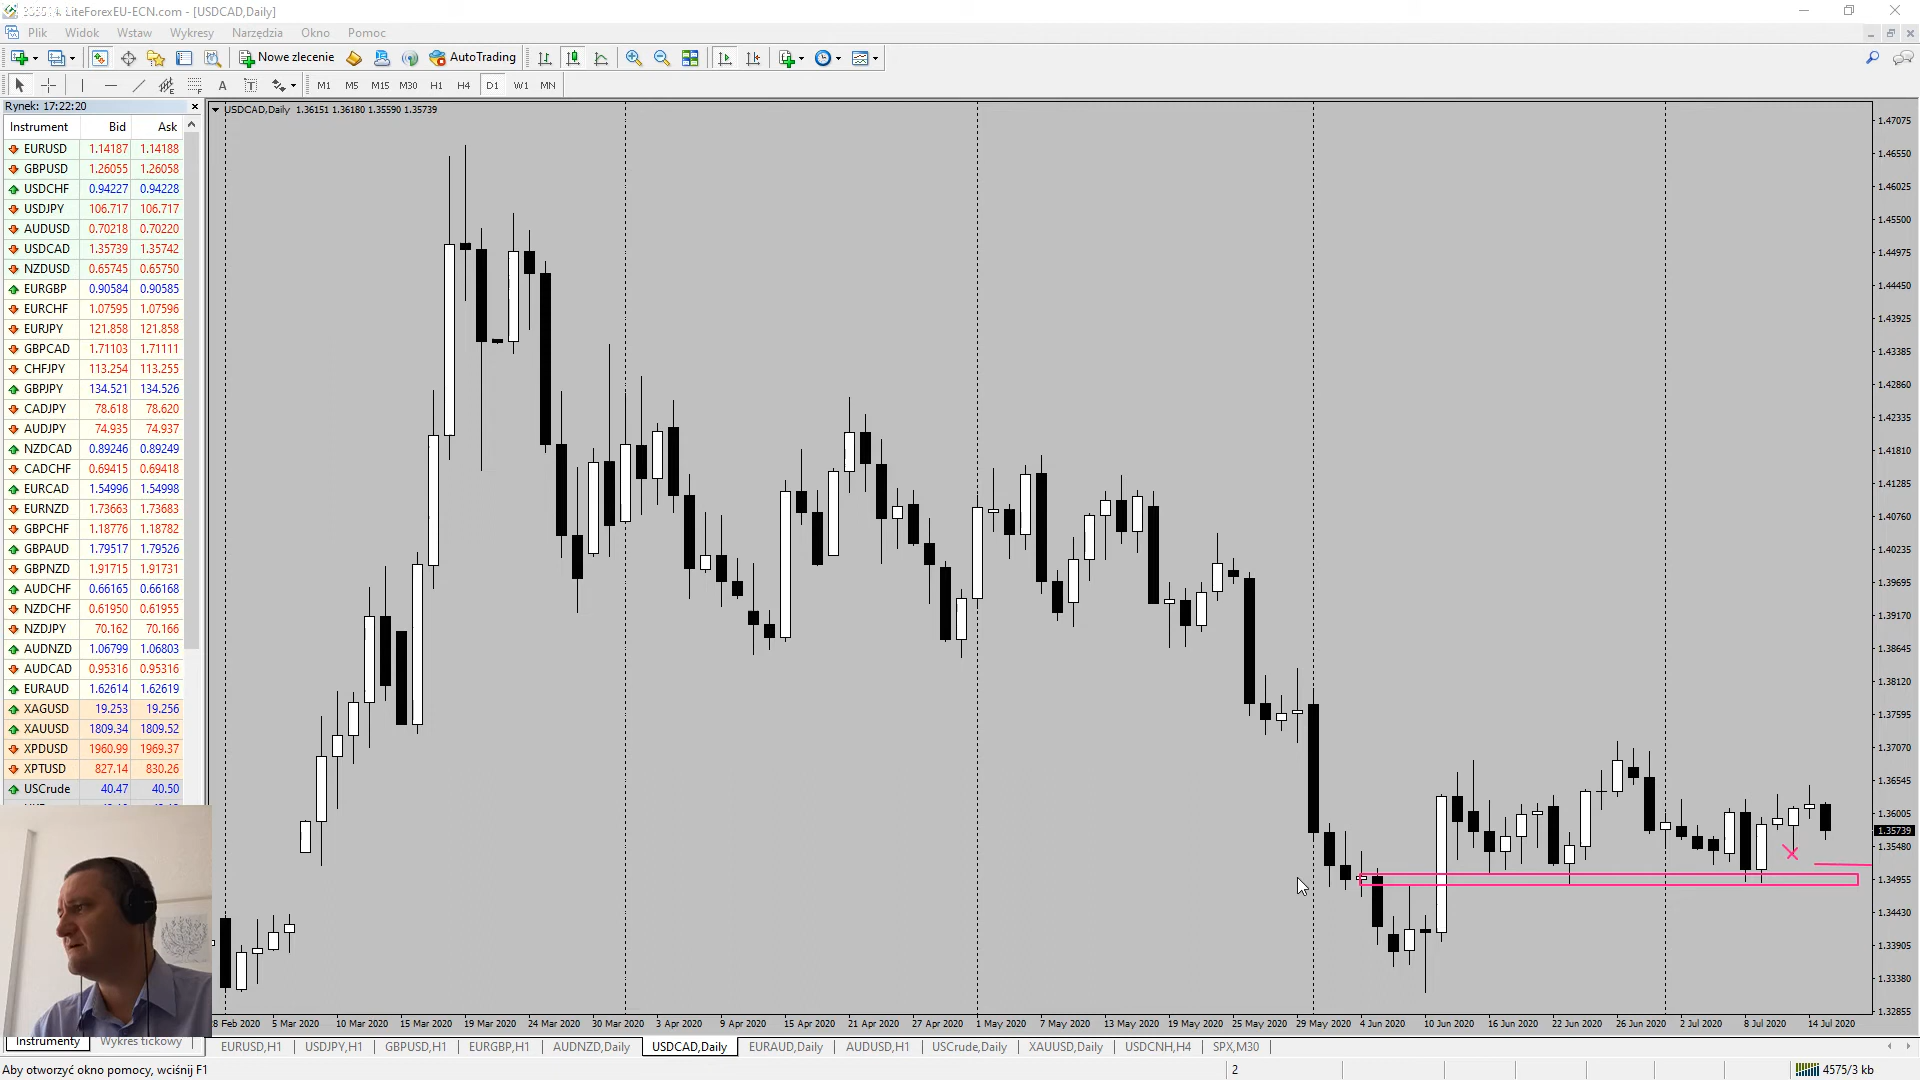 LiteForexEU-ECN.com - [USDCAD,Daily]
Plik Widok Wstaw Wykresy Narzędzia Okno Pomoc
Nowe zlecenie AutoTrading
A T M1 M5 M15 M30 H1 H4 D1 W1 MN
Rynek: 17:22:20
USDCAD,Daily 1.36151 1.36180 1.35590 1.35739
Instrument Bid Ask
EURUSD 1.14187 1.14188
GBPUSD 1.26055 1.26058
USDCHF 0.94227 0.94228
USDJPY 106.717 106.717
AUDUSD 0.70218 0.70220
USDCAD 1.35739 1.35742
NZDUSD 0.65745 0.65750
EURGBP 0.90584 0.90585
EURCHF 1.07595 1.07596
EURJPY 121.858 121.858
GBPCAD 1.71103 1.71111
CHFJPY 113.254 113.255
GBPJPY 134.521 134.526
CADJPY 78.618 78.620
AUDJPY 74.935 74.937
NZDCAD 0.89246 0.89249
CADCHF 0.69415 0.69418
EURCAD 1.54996 1.54998
EURNZD 1.73663 1.73683
GBPCHF 1.18776 1.18782
GBPAUD 1.79517 1.79526
GBPNZD 1.91715 1.91731
AUDCHF 0.66165 0.66168
NZDCHF 0.61950 0.61955
NZDJPY 70.162 70.166
AUDNZD 1.06799 1.06803
AUDCAD 0.95316 0.95316
EURAUD 1.62614 1.62619
XAGUSD 19.253 19.256
XAUUSD 1809.34 1809.52
XPDUSD 1960.99 1969.37
XPTUSD 827.14 830.26
USCrude 40.47 40.50
1.47075
1.46550
1.46025
1.45500
1.44975
1.44450
1.43925
1.43385
1.42860
1.42335
1.41810
1.41285
1.40760
1.40235
1.39695
1.39170
1.38645
1.38120
1.37595
1.37070
1.36545
1.36005
1.35739
1.35480
1.34955
1.34430
1.33905
1.33380
1.32855
28 Feb 2020 5 Mar 2020 10 Mar 2020 15 Mar 2020 19 Mar 2020 24 Mar 2020 30 Mar 2020 3 Apr 2020 9 Apr 2020 15 Apr 2020 21 Apr 2020 27 Apr 2020 1 May 2020 7 May 2020 13 May 2020 19 May 2020 25 May 2020 29 May 2020 4 Jun 2020 10 Jun 2020 16 Jun 2020 22 Jun 2020 26 Jun 2020 2 Jul 2020 8 Jul 2020 14 Jul 2020
Instrumenty Wykres tickowy
EURUSD,H1 USDJPY,H1 GBPUSD,H1 EURGBP,H1 AUDNZD,Daily USDCAD,Daily EURAUD,Daily AUDUSD,H1 USCrude,Daily XAUUSD,Daily USDCNH,H4 SPX,M30
Aby otworzyć okno pomocy, wciśnij F1 2 4575/3 kb